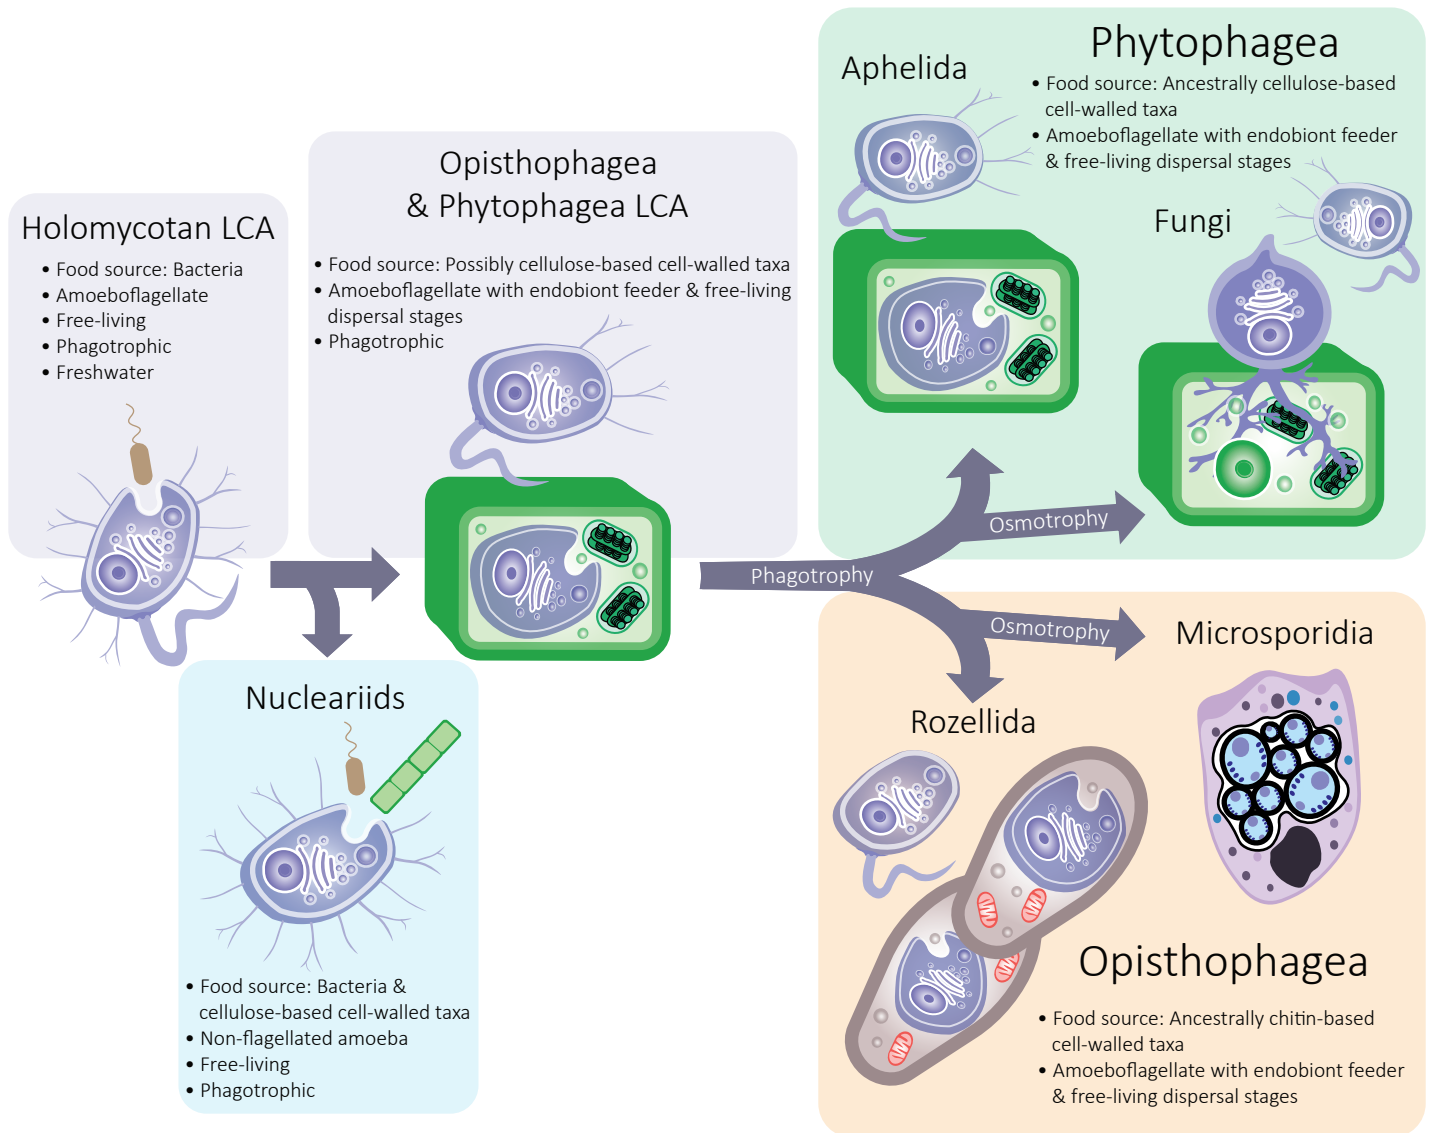 Holomycotan LCA
• Food source: Bacteria
• Amoeboflagellate
• Free-living
• Phagotrophic
• Freshwater
Opisthophagea
& Phytophagea LCA
• Food source: Possibly cellulose-based cell-walled taxa
• Amoeboflagellate with endobiont feeder & free-living
dispersal stages
• Phagotrophic
Nucleariids
• Food source: Bacteria &
cellulose-based cell-walled taxa
• Non-flagellated amoeba
• Free-living
• Phagotrophic
Phagotrophy
Osmotrophy
Osmotrophy
Phytophagea
• Food source: Ancestrally cellulose-based
cell-walled taxa
• Amoeboflagellate with endobiont feeder
& free-living dispersal stages
Aphelida
Fungi
Microsporidia
Rozellida
Opisthophagea
• Food source: Ancestrally chitin-based
cell-walled taxa
• Amoeboflagellate with endobiont feeder
& free-living dispersal stages